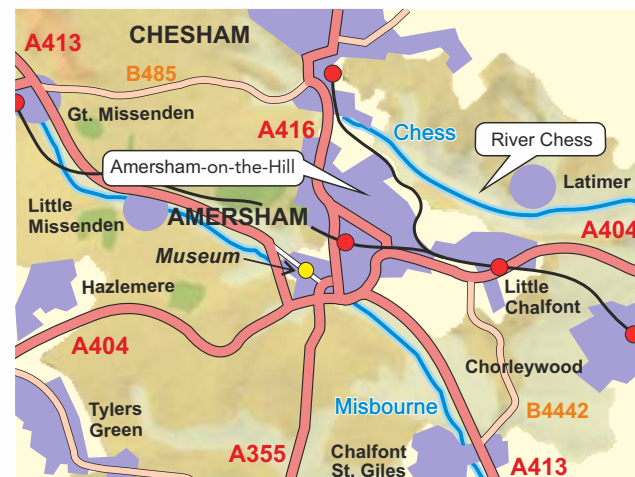 CHESHAM
A413
B485
Gt. Missenden
A416
Chess
River Chess
Amersham-on-the-Hill
Latimer
Little
Missenden
AMERSHAM
A404
Museum
Hazlemere
Little
Chalfont
A404
Chorleywood
Misbourne
Tylers
Green
B4442
A355
Chalfont
St. Giles
A413